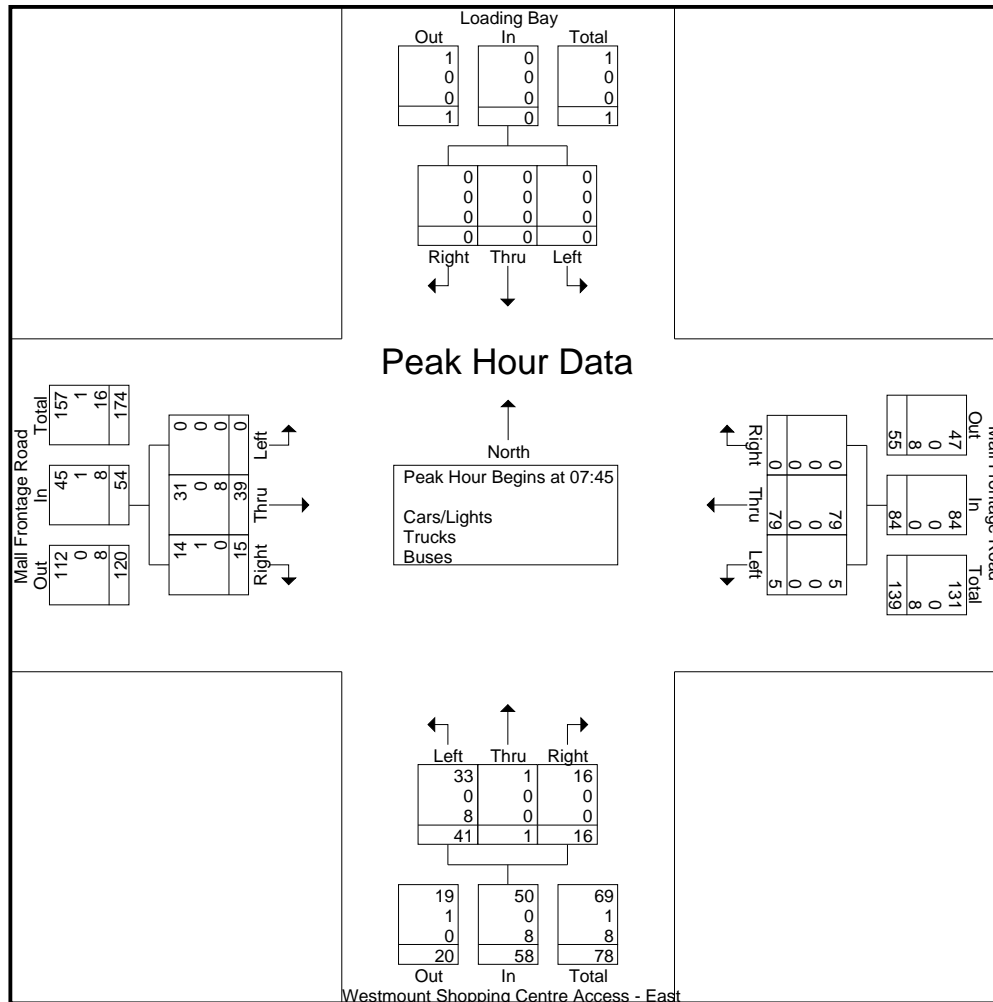 Loading Bay
Out In Total
1 0 1
0 0 0
0 0 0
1 0 1
0 0 0
0 0 0
0 0 0
0 0 0
Right Thru Left
Peak Hour Data
North
Peak Hour Begins at 07:45
Cars/Lights
Trucks
Buses
Mall Frontage Road
Out In Total
112 45 157
0 1 1
8 8 16
120 54 174
Right Thru Left
14 31 0
1 0 0
0 8 0
15 39 0
Mall Frontage Road
Out In Total
47 84 131
0 0 0
8 0 8
55 84 139
Right Thru Left
0 79 5
0 0 0
0 0 0
0 79 5
Left Thru Right
33 1 16
0 0 0
8 0 0
41 1 16
19 50 69
1 0 1
0 8 8
20 58 78
Out In Total
Westmount Shopping Centre Access - East